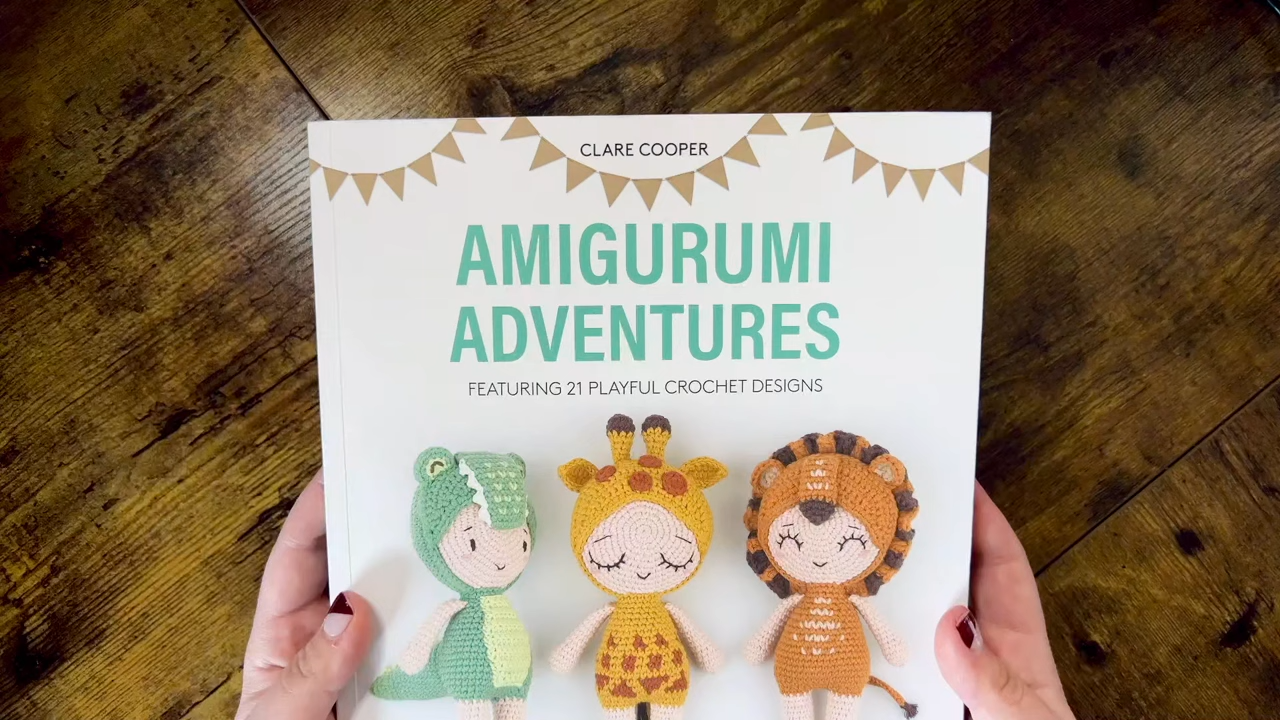 CLARE COOPER
AMIGURUMI
ADVENTURES
FEATURING 21 PLAYFUL CROCHET DESIGNS